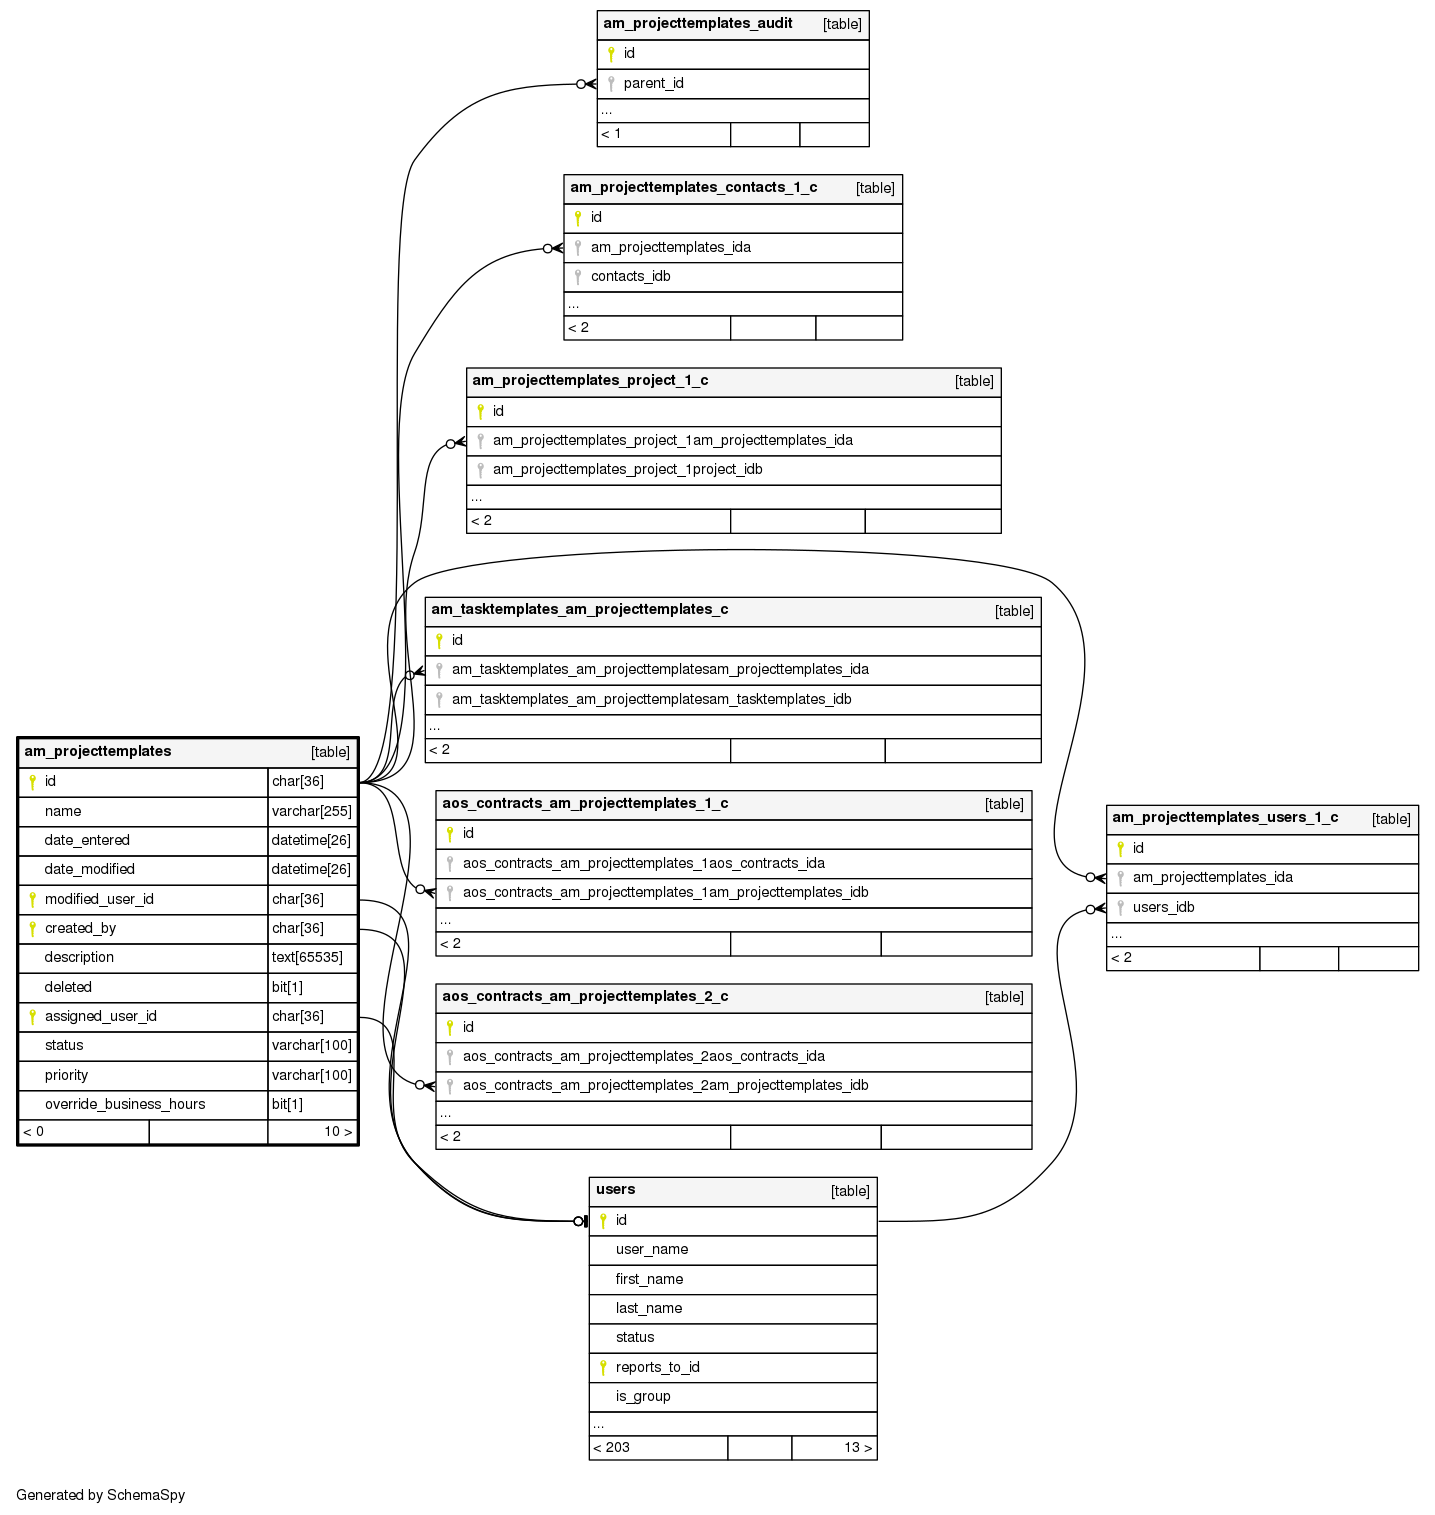 am_projecttemplates_audit [table]
id
parent_id
...
< 1
am_projecttemplates_contacts_1_c [table]
id
am_projecttemplates_ida
contacts_idb
...
< 2
am_projecttemplates_project_1_c [table]
id
am_projecttemplates_project_1am_projecttemplates_ida
am_projecttemplates_project_1project_idb
...
< 2
am_tasktemplates_am_projecttemplates_c [table]
id
am_tasktemplates_am_projecttemplatesam_projecttemplates_ida
am_tasktemplates_am_projecttemplatesam_tasktemplates_idb
...
< 2
am_projecttemplates [table]
id char[36]
name varchar[255]
date_entered datetime[26]
date_modified datetime[26]
modified_user_id char[36]
created_by char[36]
description text[65535]
deleted bit[1]
assigned_user_id char[36]
status varchar[100]
priority varchar[100]
override_business_hours bit[1]
< 0 10 >
aos_contracts_am_projecttemplates_1_c [table]
id
aos_contracts_am_projecttemplates_1aos_contracts_ida
aos_contracts_am_projecttemplates_1am_projecttemplates_idb
...
< 2
am_projecttemplates_users_1_c [table]
id
am_projecttemplates_ida
users_idb
...
< 2
aos_contracts_am_projecttemplates_2_c [table]
id
aos_contracts_am_projecttemplates_2aos_contracts_ida
aos_contracts_am_projecttemplates_2am_projecttemplates_idb
...
< 2
users [table]
id
user_name
first_name
last_name
status
reports_to_id
is_group
...
< 203 13 >
Generated by SchemaSpy